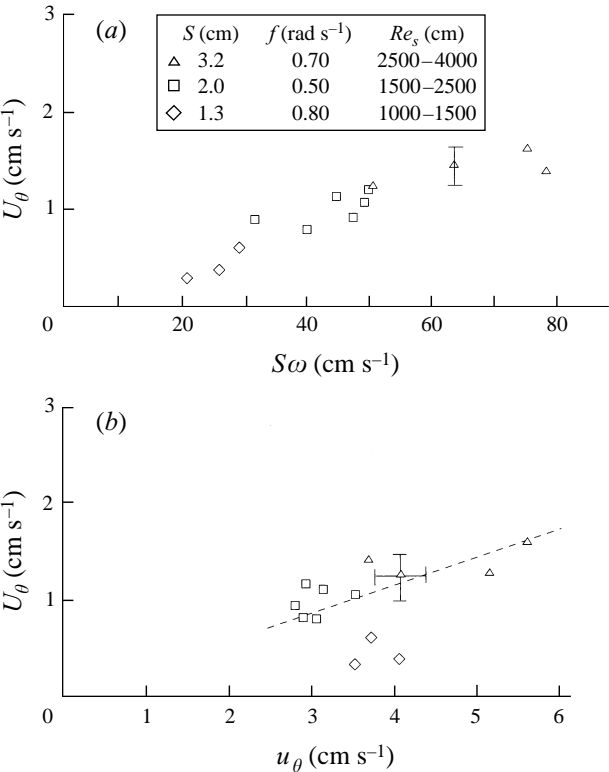 3
(a)
S (cm) f (rad s⁻¹) Reₛ (cm)
△ 3.2 0.70 2500–4000
□ 2.0 0.50 1500–2500
◇ 1.3 0.80 1000–1500
2
U_θ (cm s⁻¹)
1
0 20 40 60 80
Sω (cm s⁻¹)
3
(b)
2
U_θ (cm s⁻¹)
1
0 1 2 3 4 5 6
u_θ (cm s⁻¹)